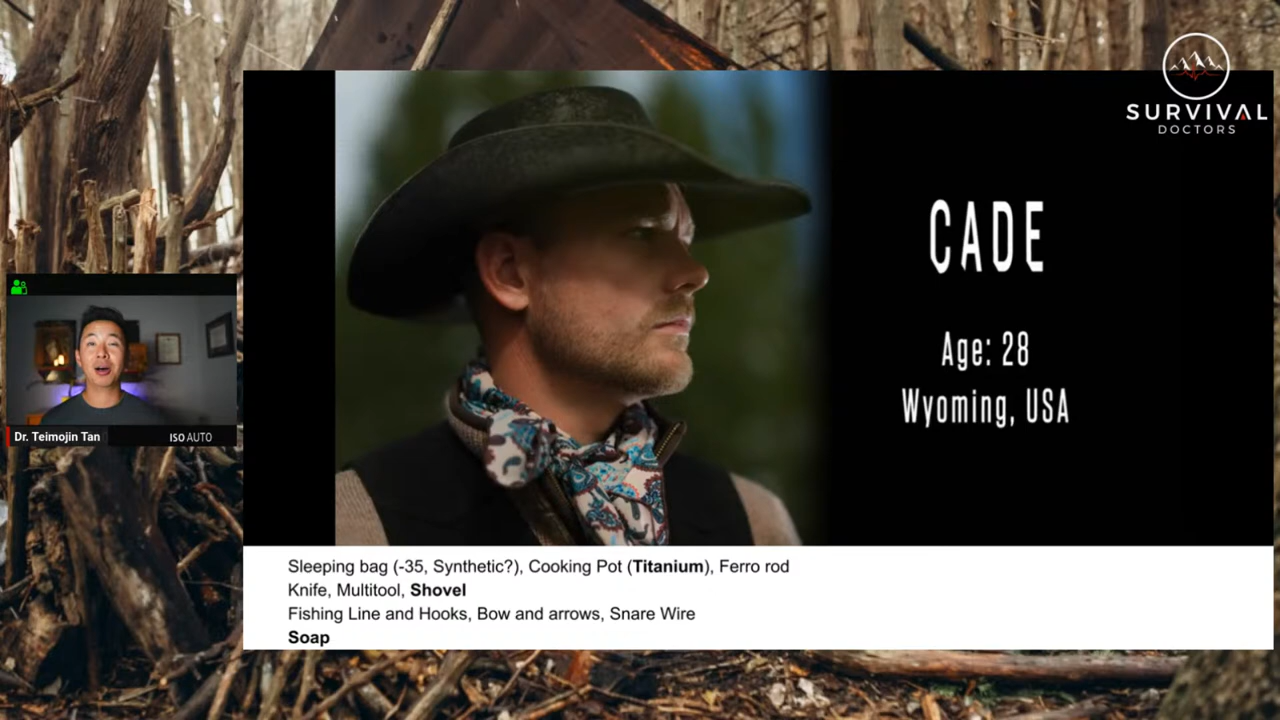 SURVIVAL
DOCTORS
CADE
Age: 28
Wyoming, USA
Dr. Teimojin Tan
ISO AUTO
Sleeping bag (-35, Synthetic?), Cooking Pot (Titanium), Ferro rod
Knife, Multitool, Shovel
Fishing Line and Hooks, Bow and arrows, Snare Wire
Soap